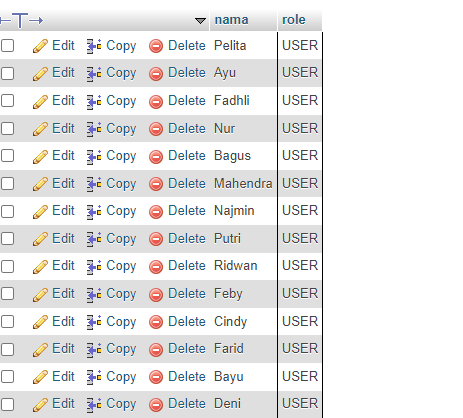 nama role
Edit Copy Delete Pelita USER
Edit Copy Delete Ayu USER
Edit Copy Delete Fadhli USER
Edit Copy Delete Nur USER
Edit Copy Delete Bagus USER
Edit Copy Delete Mahendra USER
Edit Copy Delete Najmin USER
Edit Copy Delete Putri USER
Edit Copy Delete Ridwan USER
Edit Copy Delete Feby USER
Edit Copy Delete Cindy USER
Edit Copy Delete Farid USER
Edit Copy Delete Bayu USER
Edit Copy Delete Deni USER